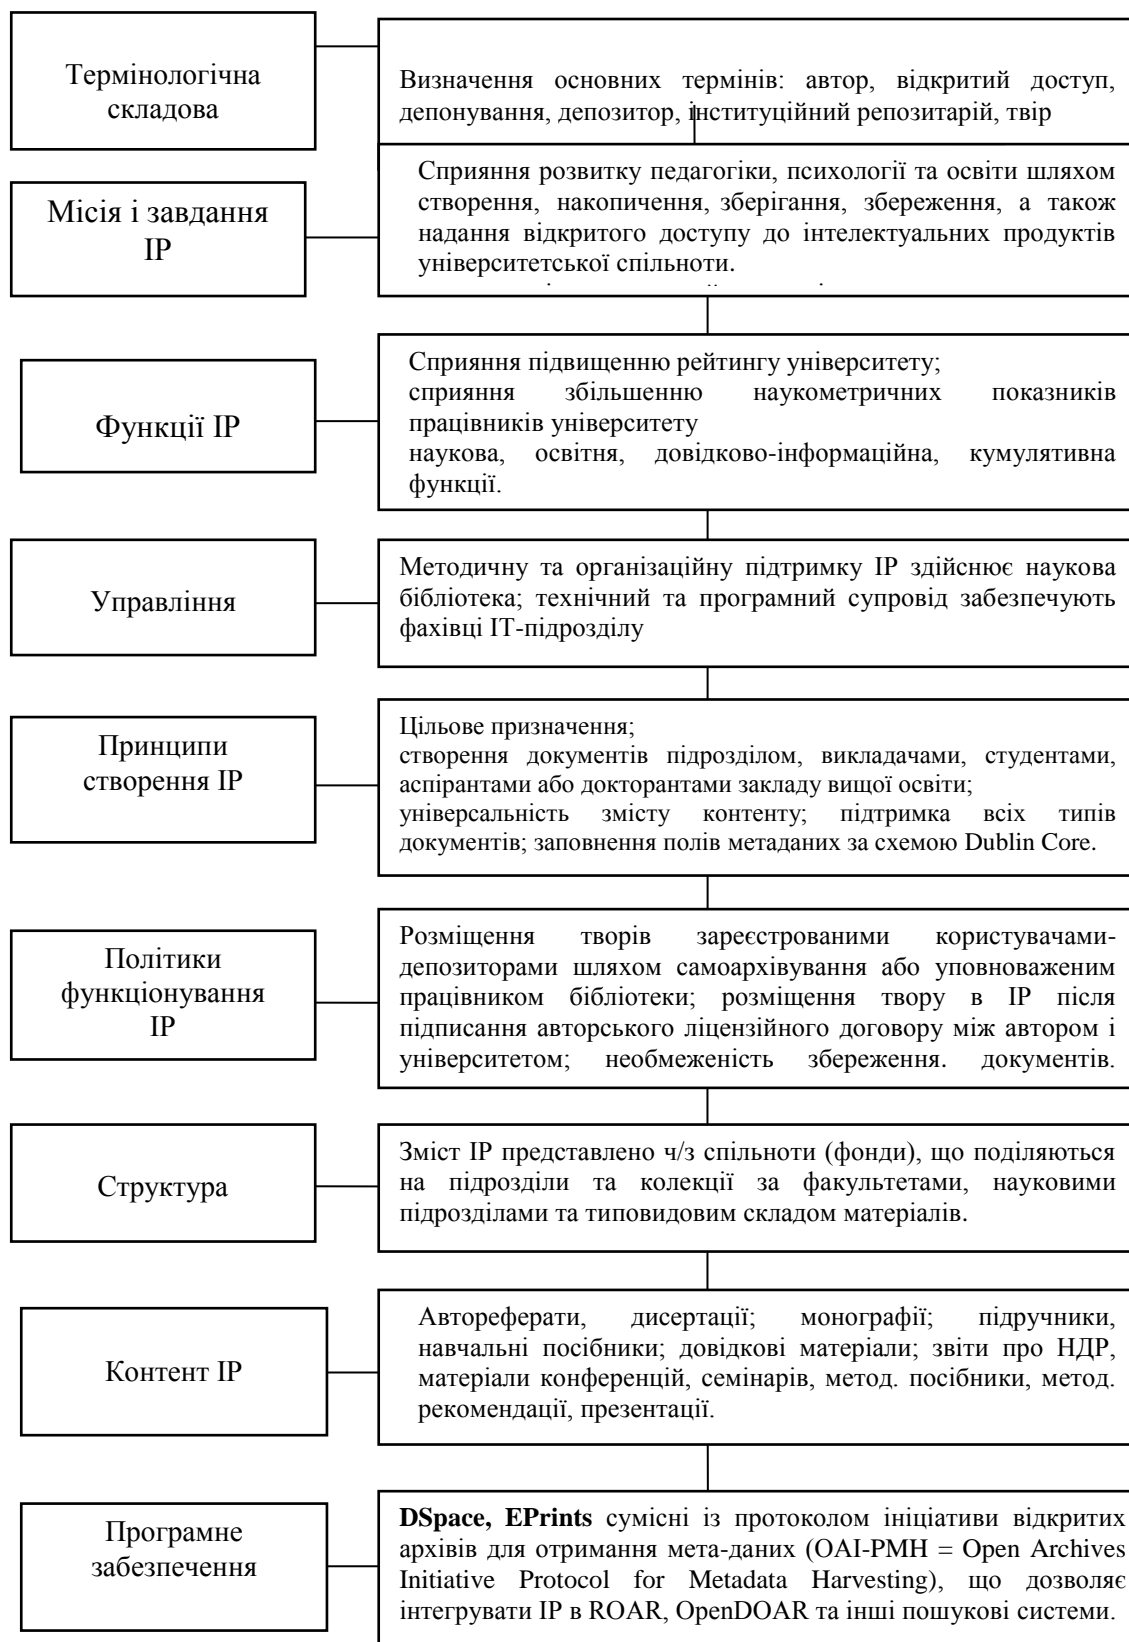 Термінологічна
складова
Визначення основних термінів: автор, відкритий доступ,
депонування, депозитор, інституційний репозитарій, твір
Місія і завдання
ІР
Сприяння розвитку педагогіки, психології та освіти шляхом
створення, накопичення, зберігання, збереження, а також
надання відкритого доступу до інтелектуальних продуктів
університетської спільноти.
Функції ІР
Сприяння підвищенню рейтингу університету;
сприяння збільшенню наукометричних показників
працівників університету
наукова, освітня, довідково-інформаційна, кумулятивна
функції.
Управління
Методичну та організаційну підтримку ІР здійснює наукова
бібліотека; технічний та програмний супровід забезпечують
фахівці ІТ-підрозділу
Принципи
створення ІР
Цільове призначення;
створення документів підрозділом, викладачами, студентами,
аспірантами або докторантами закладу вищої освіти;
універсальність змісту контенту; підтримка всіх типів
документів; заповнення полів метаданих за схемою Dublin Core.
Політики
функціонування
ІР
Розміщення творів зареєстрованими користувачами-
депозиторами шляхом самоархівування або уповноваженим
працівником бібліотеки; розміщення твору в ІР після
підписання авторського ліцензійного договору між автором і
університетом; необмеженість збереження. документів.
Структура
Зміст ІР представлено ч/з спільноти (фонди), що поділяються
на підрозділи та колекції за факультетами, науковими
підрозділами та типовидовим складом матеріалів.
Контент ІР
Автореферати, дисертації; монографії; підручники,
навчальні посібники; довідкові матеріали; звіти про НДР,
матеріали конференцій, семінарів, метод. посібники, метод.
рекомендації, презентації.
Програмне
забезпечення
DSpace, EPrints сумісні із протоколом ініціативи відкритих
архівів для отримання мета-даних (OAI-PMH = Open Archives
Initiative Protocol for Metadata Harvesting), що дозволяє
інтегрувати ІР в ROAR, OpenDOAR та інші пошукові системи.